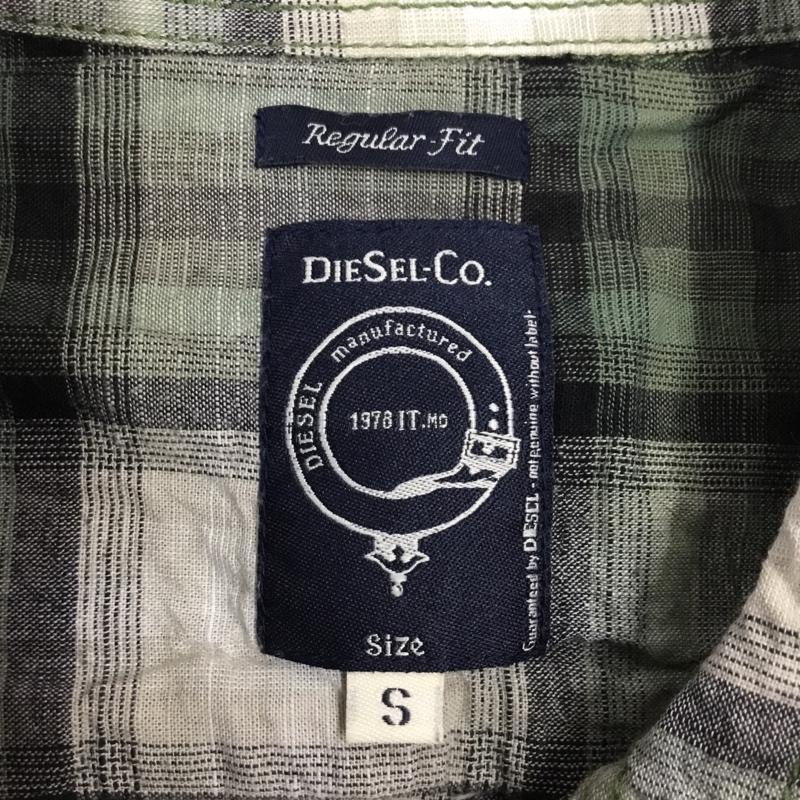 Regular-Fit
DIESEL-CO.
manufactured
DIESEL
1978 IT.MO
Guaranteed by DIESEL - not genuine without label-
Size
S